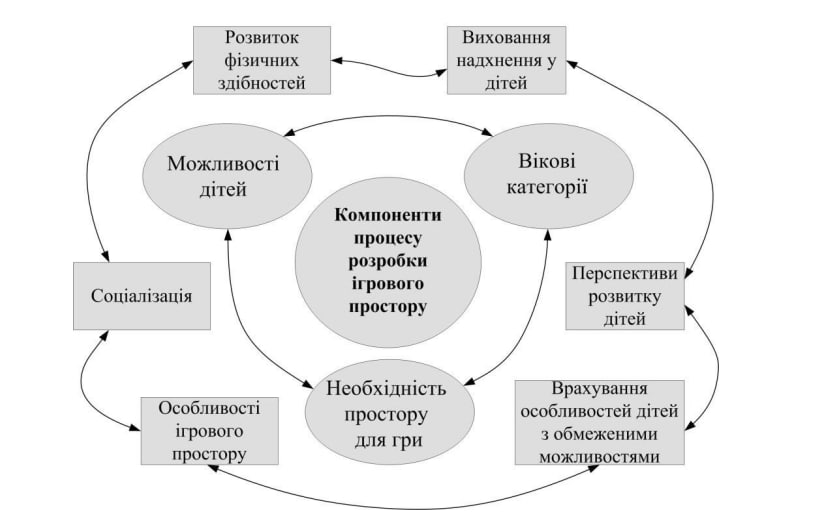 Розвиток
фізичних
здібностей
Виховання
надхнення у
дітей
Можливості
дітей
Вікові
категорії
Компоненти
процесу
розробки
ігрового
простору
Соціалізація
Перспективи
розвитку
дітей
Необхідність
простору
для гри
Особливості
ігрового
простору
Врахування
особливостей дітей
з обмеженими
можливостями